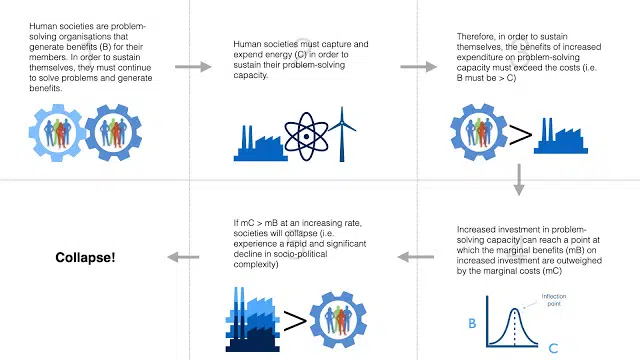 Human societies are problem-
solving organisations that
generate benefits (B) for their
members. In order to sustain
themselves, they must continue
to solve problems and generate
benefits.
Human societies must capture and
expend energy (C) in order to
sustain their problem-solving
capacity.
Therefore, in order to sustain
themselves, the benefits of increased
expenditure on problem-solving
capacity must exceed the costs (i.e.
B must be > C)
>
Increased investment in problem-
solving capacity can reach a point at
which the marginal benefits (mB) on
increased investment are outweighed
by the marginal costs (mC)
Inflection
point
B
C
If mC > mB at an increasing rate,
societies will collapse (i.e.
experience a rapid and significant
decline in socio-political
complexity)
>
Collapse!